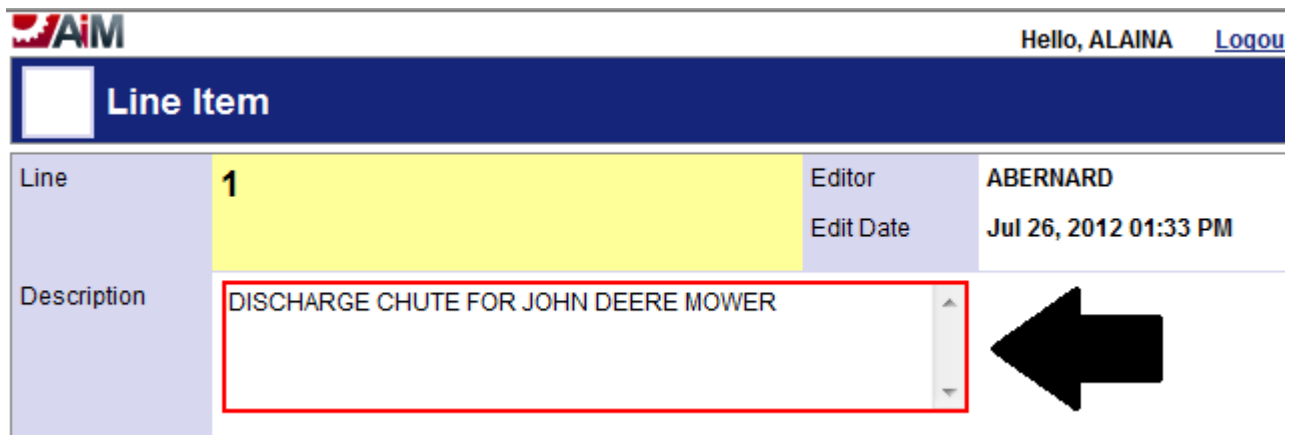 AiM
Hello, ALAINA Logou
Line Item
Line 1 Editor ABERNARD
Edit Date Jul 26, 2012 01:33 PM
Description DISCHARGE CHUTE FOR JOHN DEERE MOWER